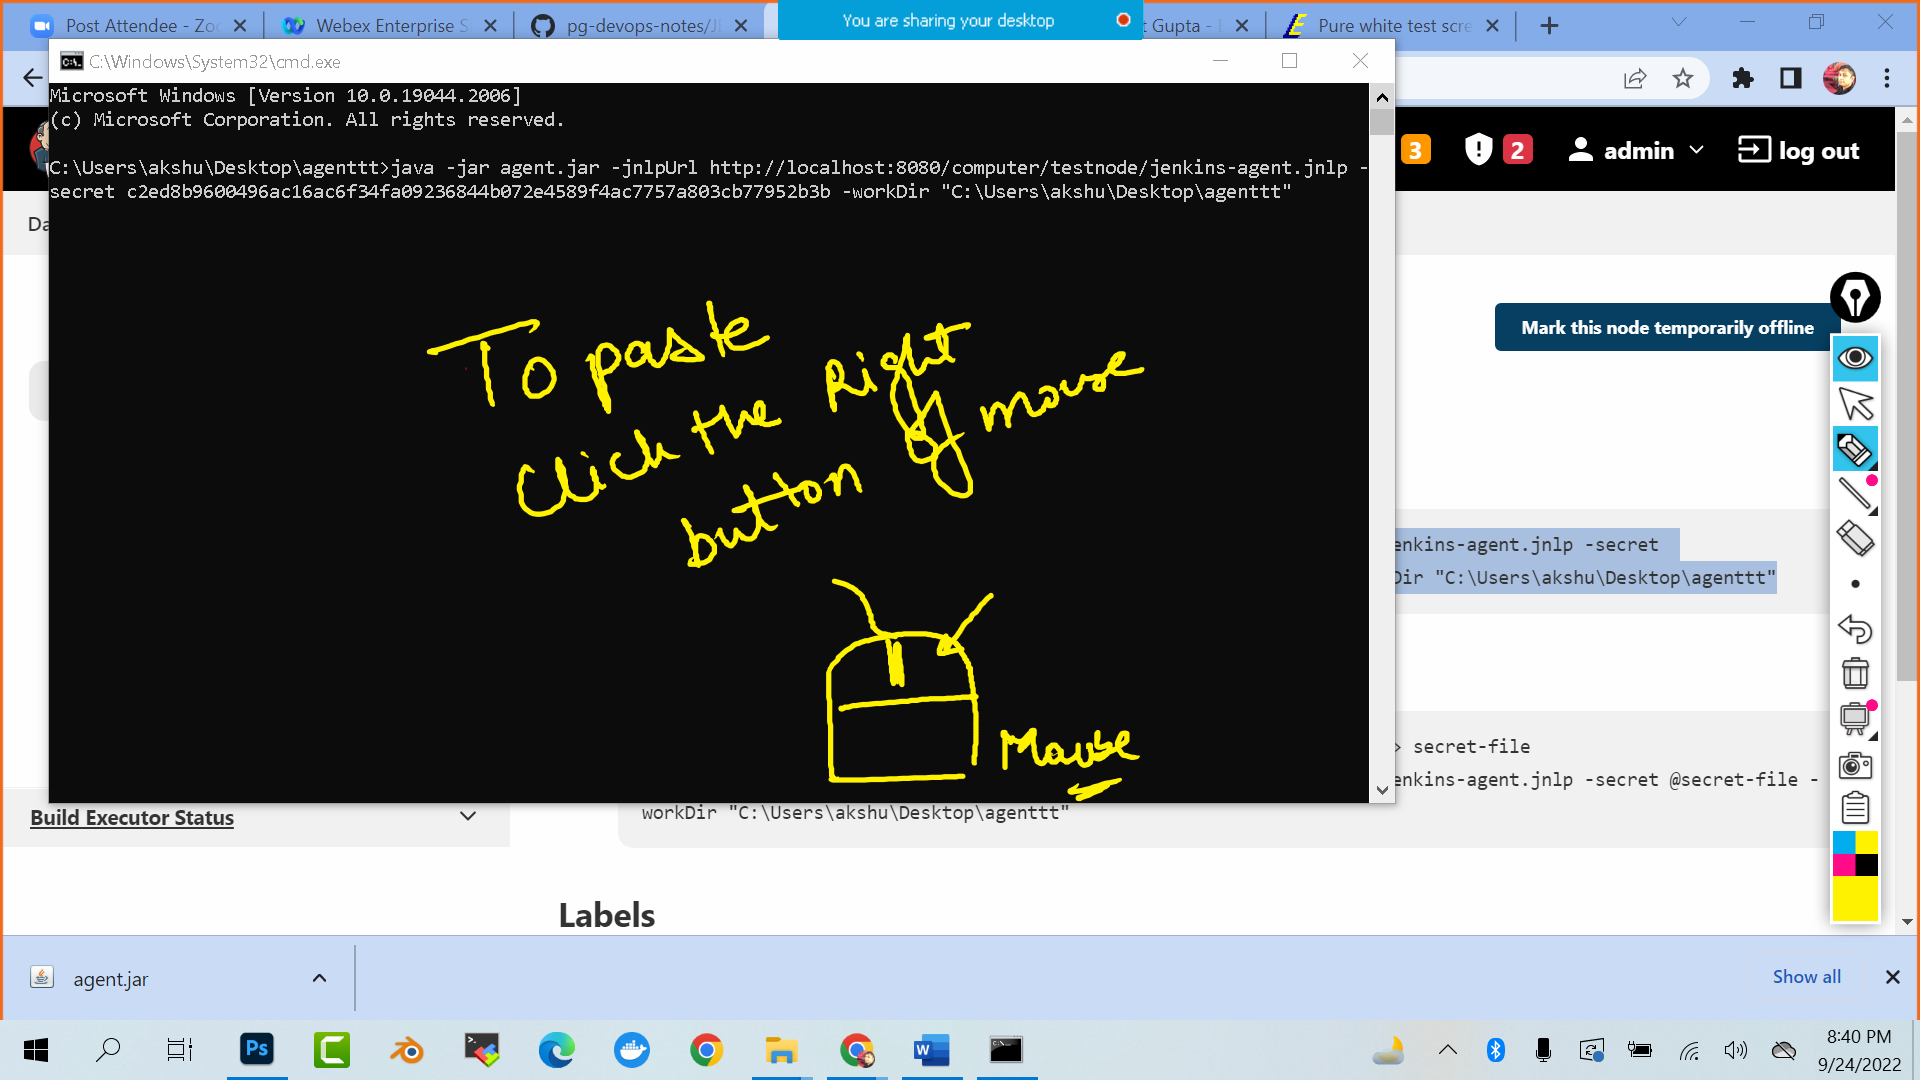 Post Attendee - Zoo
Webex Enterprise S
pg-devops-notes/JE
You are sharing your desktop
t Gupta -
Pure white test scre
C:\Windows\System32\cmd.exe
Microsoft Windows [Version 10.0.19044.2006]
(c) Microsoft Corporation. All rights reserved.
C:\Users\akshu\Desktop\agenttt>java -jar agent.jar -jnlpUrl http://localhost:8080/computer/testnode/jenkins-agent.jnlp -
secret c2ed8b9600496ac16ac6f34fa09236844b072e4589f4ac7757a803cb77952b3b -workDir "C:\Users\akshu\Desktop\agenttt"
3
2
admin
log out
Da
Mark this node temporarily offline
To paste
Click the Right
button of mouse
Mouse
enkins-agent.jnlp -secret
Dir "C:\Users\akshu\Desktop\agenttt"
> secret-file
enkins-agent.jnlp -secret @secret-file -
workDir "C:\Users\akshu\Desktop\agenttt"
Build Executor Status
Labels
agent.jar
Show all
8:40 PM
9/24/2022